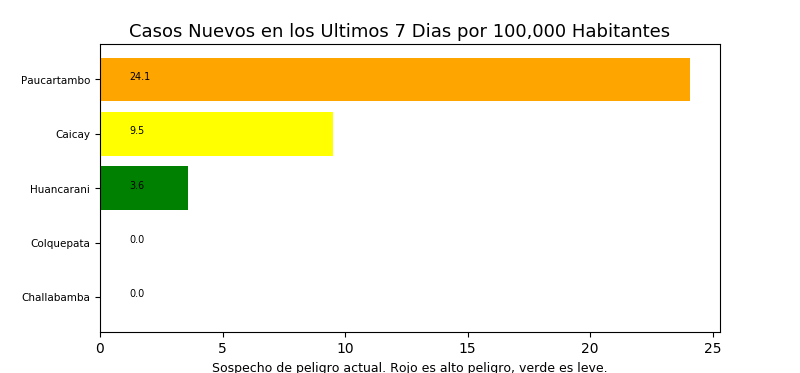 Casos Nuevos en los Ultimos 7 Dias por 100,000 Habitantes
Paucartambo
24.1
Caicay
9.5
Huancarani
3.6
Colquepata
0.0
Challabamba
0.0
0 5 10 15 20 25
Sospecho de peligro actual. Rojo es alto peligro, verde es leve.